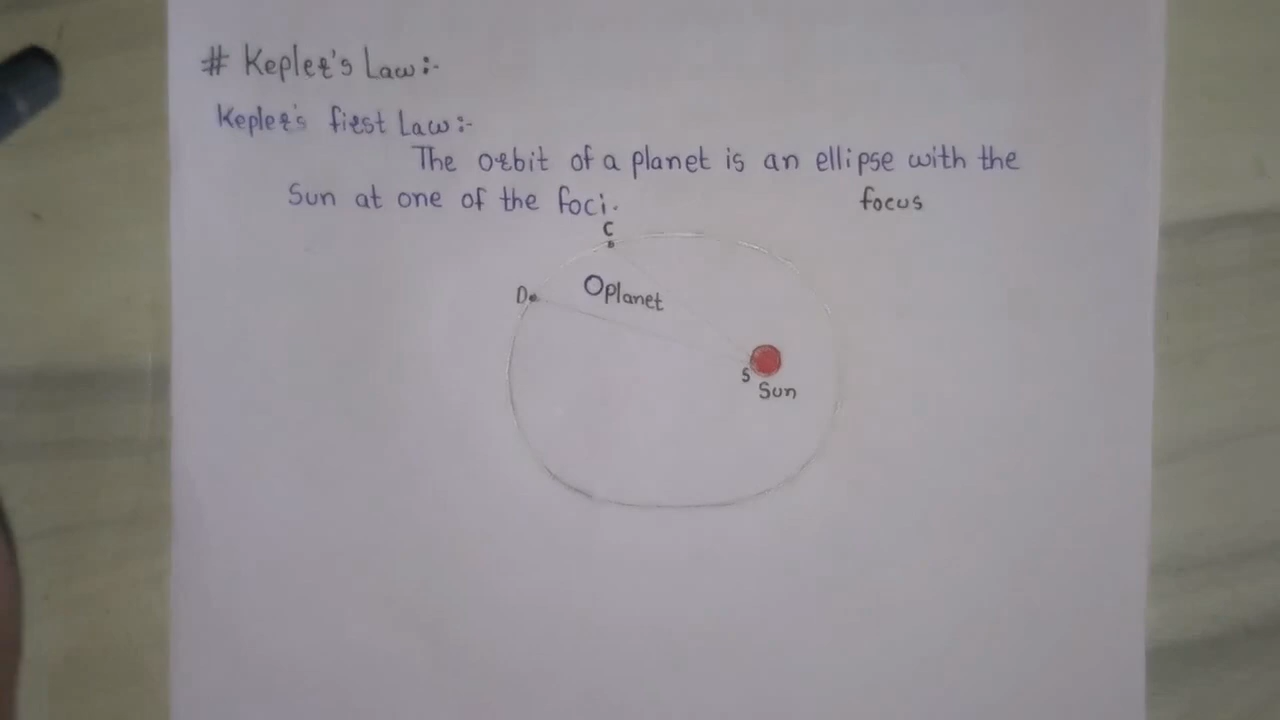 # Kepler's Law:-
Kepler's first Law:-
The orbit of a planet is an ellipse with the
Sun at one of the foci.
focus
C
D
Planet
S
Sun